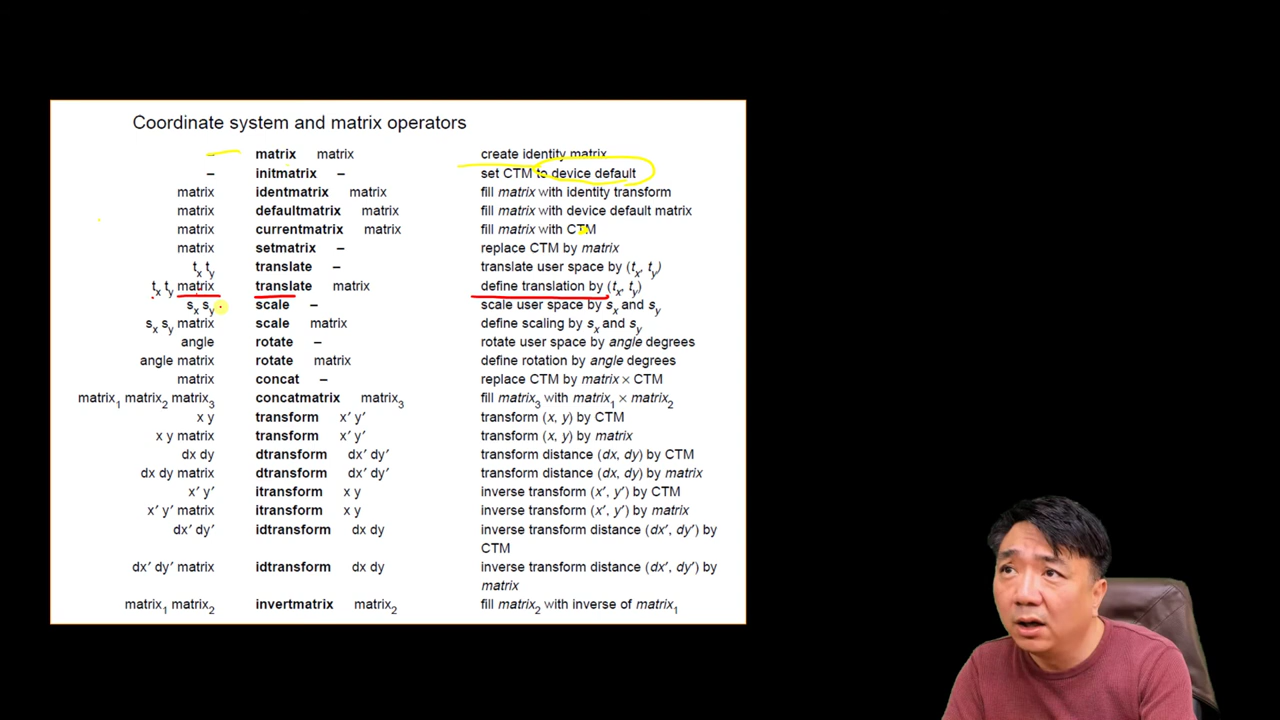 Coordinate system and matrix operators
– matrix matrix create identity matrix
– initmatrix – set CTM to device default
matrix identmatrix matrix fill matrix with identity transform
matrix defaultmatrix matrix fill matrix with device default matrix
matrix currentmatrix matrix fill matrix with CTM
matrix setmatrix – replace CTM by matrix
tx ty translate – translate user space by (tx, ty)
tx ty matrix translate matrix define translation by (tx, ty)
sx sy scale – scale user space by sx and sy
sx sy matrix scale matrix define scaling by sx and sy
angle rotate – rotate user space by angle degrees
angle matrix rotate matrix define rotation by angle degrees
matrix concat – replace CTM by matrix × CTM
matrix1 matrix2 matrix3 concatmatrix matrix3 fill matrix3 with matrix1 × matrix2
x y transform x′ y′ transform (x, y) by CTM
x y matrix transform x′ y′ transform (x, y) by matrix
dx dy dtransform dx′ dy′ transform distance (dx, dy) by CTM
dx dy matrix dtransform dx′ dy′ transform distance (dx, dy) by matrix
x′ y′ itransform x y inverse transform (x′, y′) by CTM
x′ y′ matrix itransform x y inverse transform (x′, y′) by matrix
dx′ dy′ idtransform dx dy inverse transform distance (dx′, dy′) by
CTM
dx′ dy′ matrix idtransform dx dy inverse transform distance (dx′, dy′) by
matrix
matrix1 matrix2 invertmatrix matrix2 fill matrix2 with inverse of matrix1